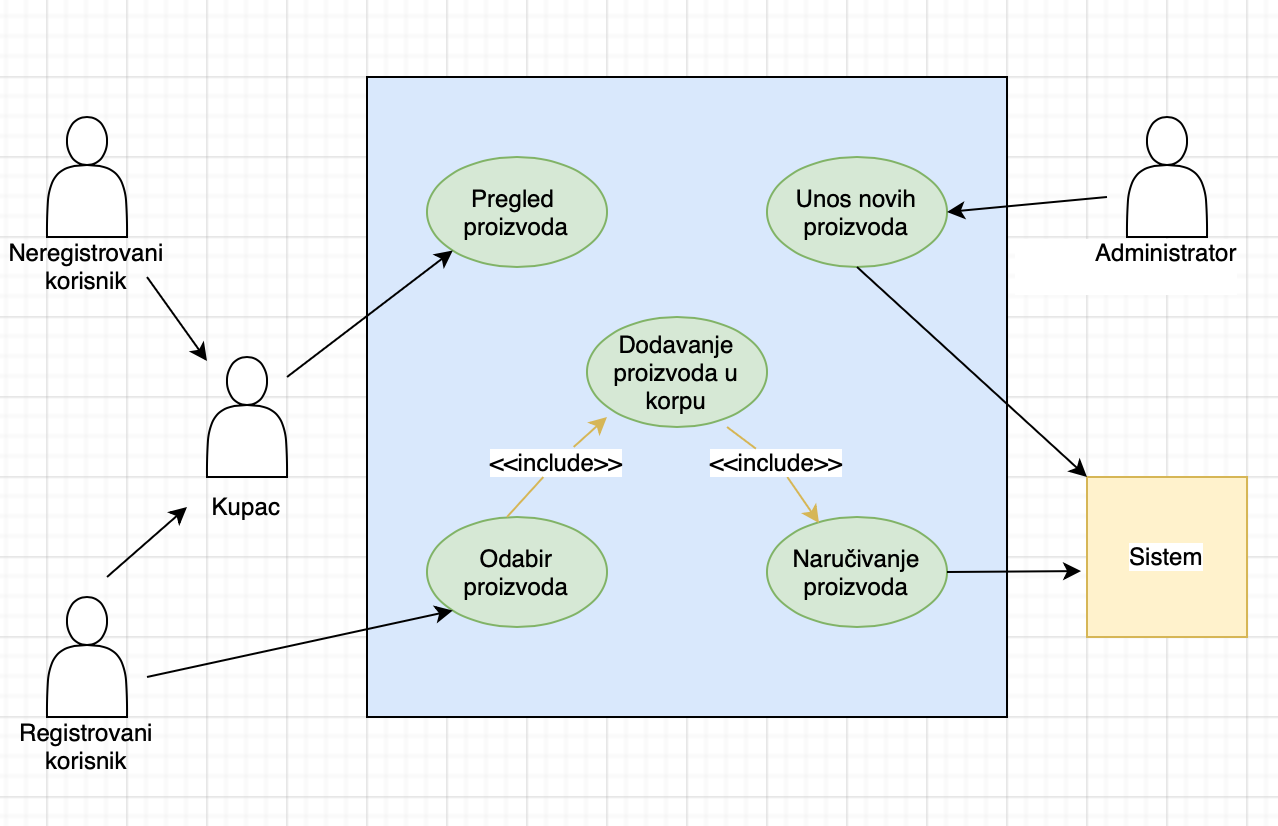 Neregistrovani
korisnik
Kupac
Registrovani
korisnik
Pregled
proizvoda
Unos novih
proizvoda
Dodavanje
proizvoda u
korpu
<<include>>
<<include>>
Odabir
proizvoda
Naručivanje
proizvoda
Administrator
Sistem